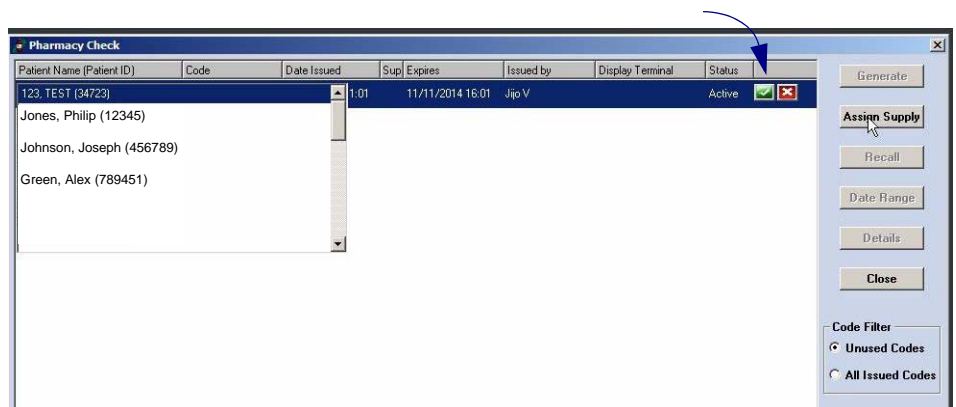 Pharmacy Check
Patient Name (Patient ID) Code Date Issued Sup Expires Issued by Display Terminal Status
123, TEST (34723) 1:01 11/11/2014 16:01 Jijo V Active
Jones, Philip (12345)
Johnson, Joseph (456789)
Green, Alex (789451)
Generate
Assign Supply
Recall
Date Range
Details
Close
Code Filter
Unused Codes
All Issued Codes